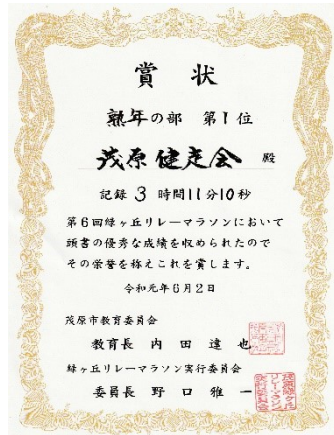 賞状
熟年の部 第1位
茂原健走会 殿
記録 3時間11分10秒
第6回緑ヶ丘リレーマラソンにおいて
頭書の優秀な成績を収められたので
その栄誉を称えこれを賞します。
令和元年6月2日
茂原市教育委員会
教育長 内田達也
緑ヶ丘リレーマラソン実行委員会
委員長 野口雅一